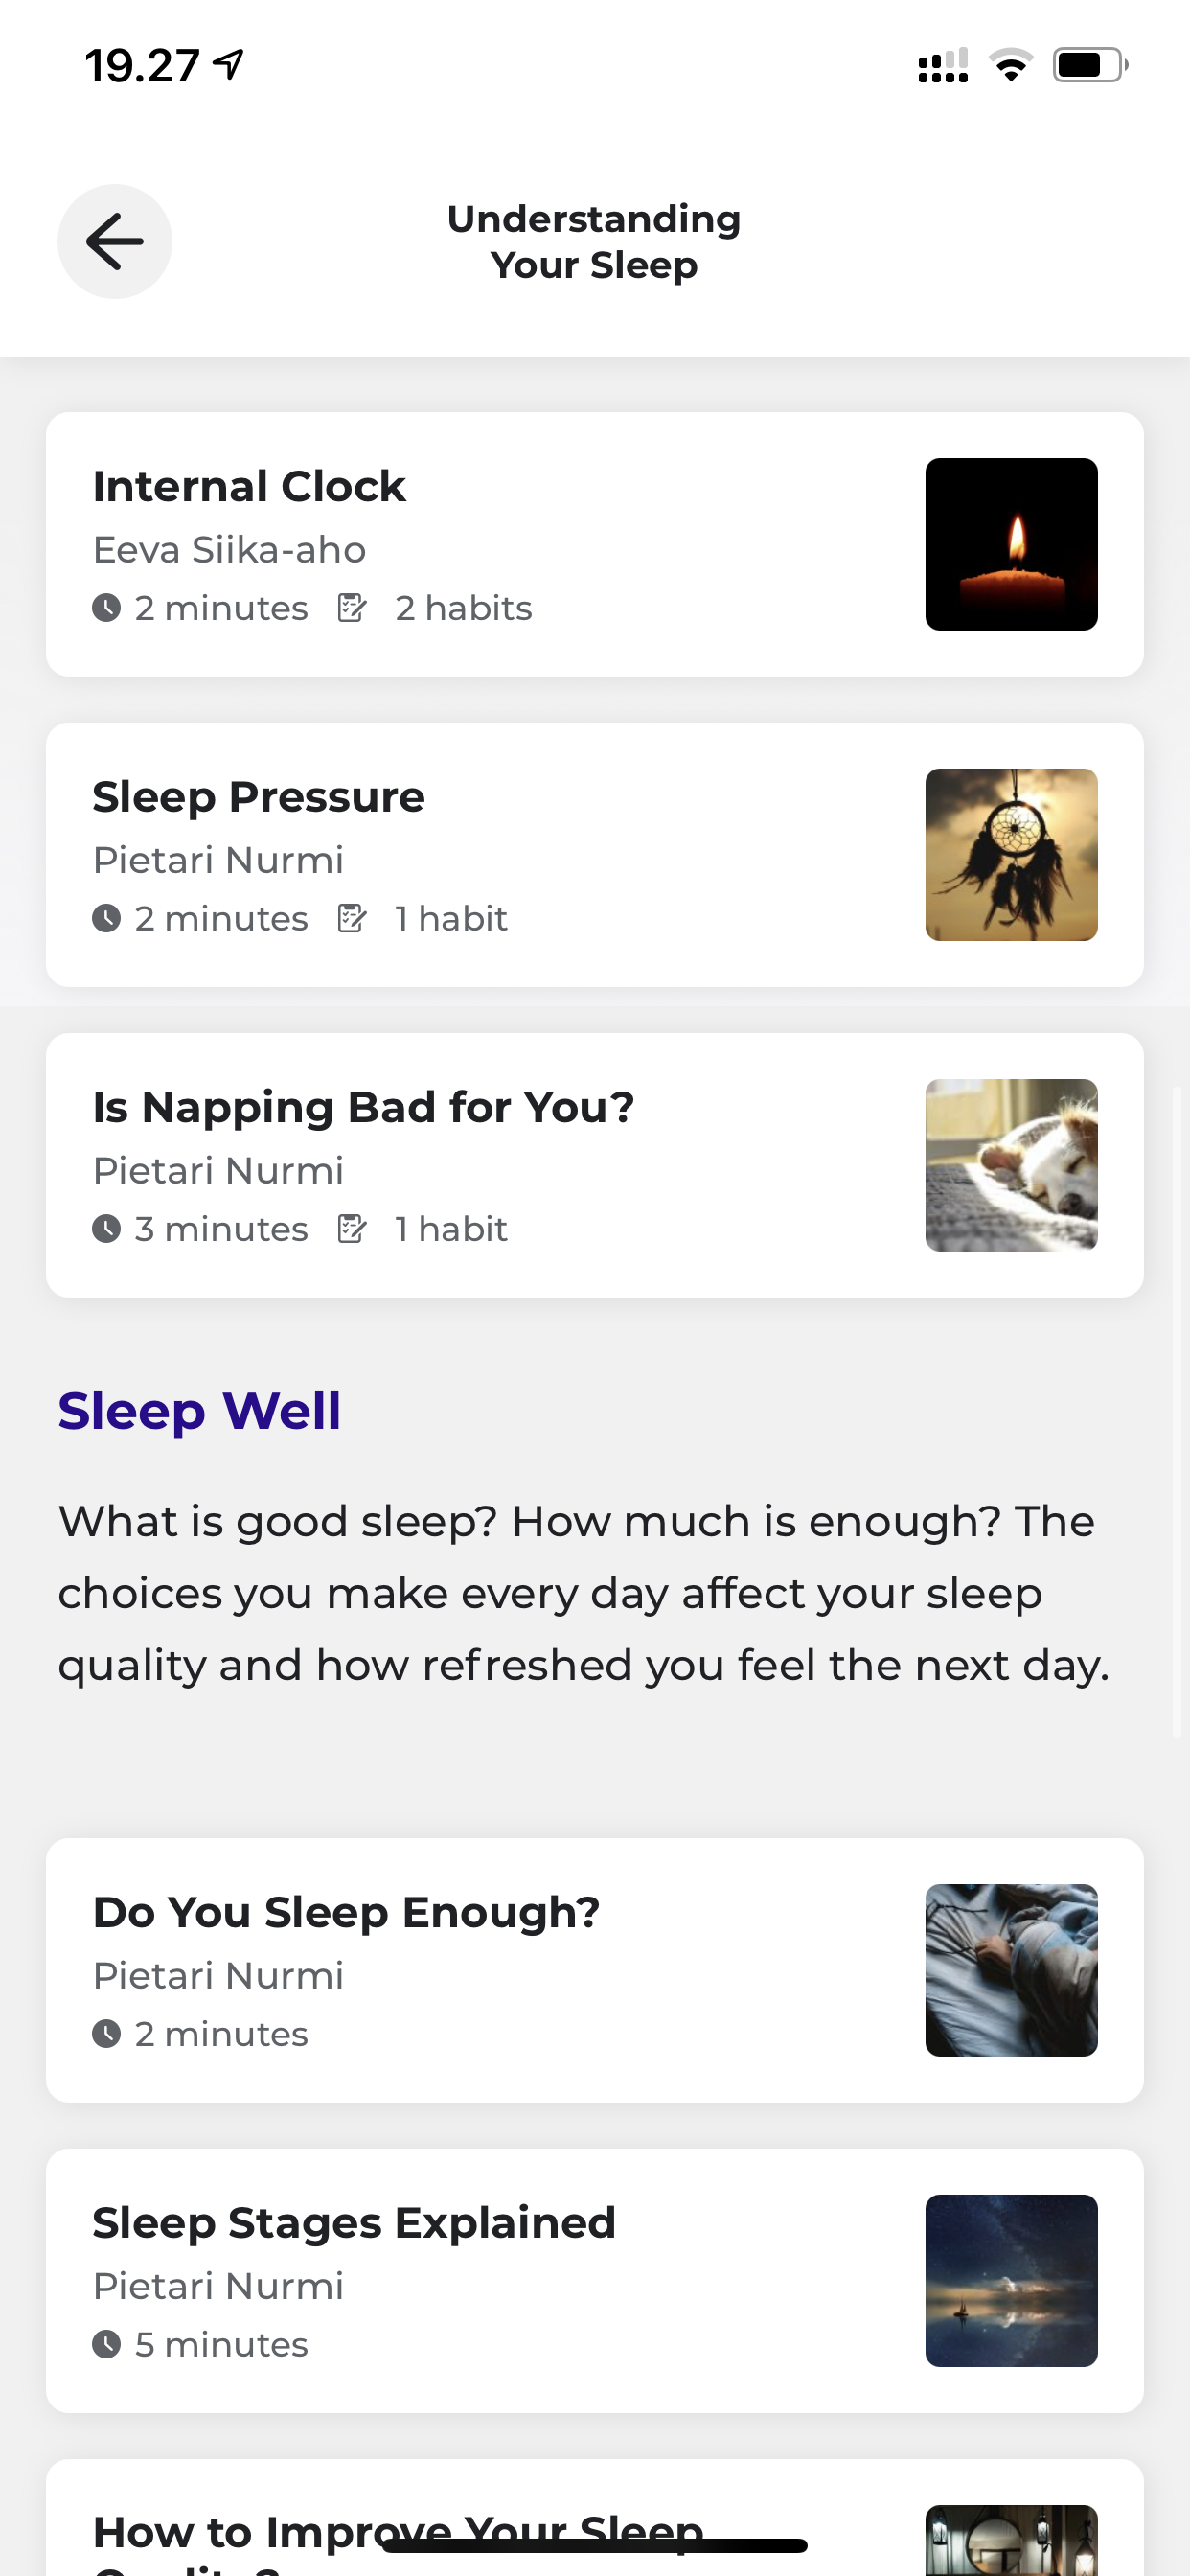 19.27
Understanding
Your Sleep
Internal Clock
Eeva Siika-aho
2 minutes 2 habits
Sleep Pressure
Pietari Nurmi
2 minutes 1 habit
Is Napping Bad for You?
Pietari Nurmi
3 minutes 1 habit
Sleep Well
What is good sleep? How much is enough? The
choices you make every day affect your sleep
quality and how refreshed you feel the next day.
Do You Sleep Enough?
Pietari Nurmi
2 minutes
Sleep Stages Explained
Pietari Nurmi
5 minutes
How to Improve Your Sleep